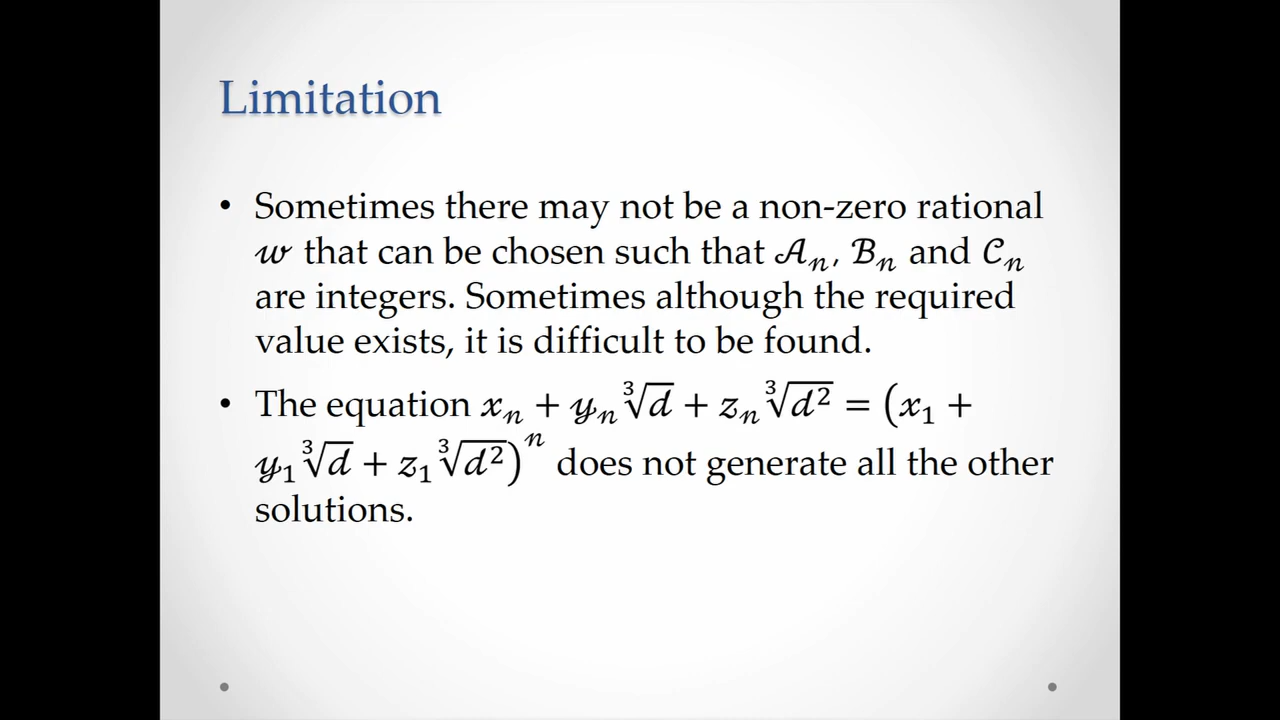 Limitation
• Sometimes there may not be a non-zero rational
𝓌 that can be chosen such that 𝒜ₙ, ℬₙ and 𝒞ₙ
are integers. Sometimes although the required
value exists, it is difficult to be found.
• The equation 𝓍ₙ + 𝓎ₙ∛d + 𝓏ₙ∛d² = (𝓍₁ +
𝓎₁∛d + 𝓏₁∛d²)ⁿ does not generate all the other
solutions.